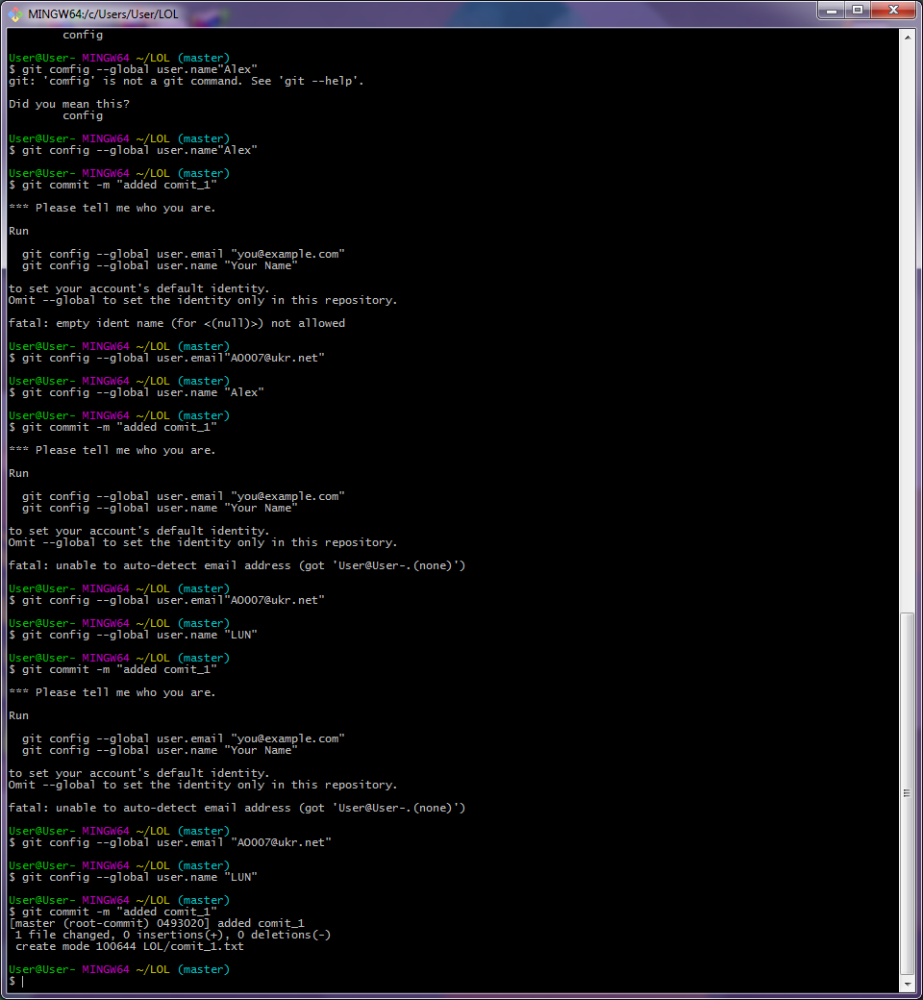 MINGW64:/c/Users/User/LOL
config
User@User- MINGW64 ~/LOL (master)
$ git comfig --global user.name"Alex"
git: 'comfig' is not a git command. See 'git --help'.
Did you mean this?
config
User@User- MINGW64 ~/LOL (master)
$ git config --global user.name"Alex"
User@User- MINGW64 ~/LOL (master)
$ git commit -m "added comit_1"
*** Please tell me who you are.
Run
git config --global user.email "you@example.com"
git config --global user.name "Your Name"
to set your account's default identity.
Omit --global to set the identity only in this repository.
fatal: empty ident name (for <(null)>) not allowed
User@User- MINGW64 ~/LOL (master)
$ git config --global user.email"AO007@ukr.net"
User@User- MINGW64 ~/LOL (master)
$ git config --global user.name "Alex"
User@User- MINGW64 ~/LOL (master)
$ git commit -m "added comit_1"
*** Please tell me who you are.
Run
git config --global user.email "you@example.com"
git config --global user.name "Your Name"
to set your account's default identity.
Omit --global to set the identity only in this repository.
fatal: unable to auto-detect email address (got 'User@User-.(none)')
User@User- MINGW64 ~/LOL (master)
$ git config --global user.email"AO007@ukr.net"
User@User- MINGW64 ~/LOL (master)
$ git config --global user.name "LUN"
User@User- MINGW64 ~/LOL (master)
$ git commit -m "added comit_1"
*** Please tell me who you are.
Run
git config --global user.email "you@example.com"
git config --global user.name "Your Name"
to set your account's default identity.
Omit --global to set the identity only in this repository.
fatal: unable to auto-detect email address (got 'User@User-.(none)')
User@User- MINGW64 ~/LOL (master)
$ git config --global user.email "AO007@ukr.net"
User@User- MINGW64 ~/LOL (master)
$ git config --global user.name "LUN"
User@User- MINGW64 ~/LOL (master)
$ git commit -m "added comit_1"
[master (root-commit) 0493020] added comit_1
1 file changed, 0 insertions(+), 0 deletions(-)
create mode 100644 LOL/comit_1.txt
User@User- MINGW64 ~/LOL (master)
$